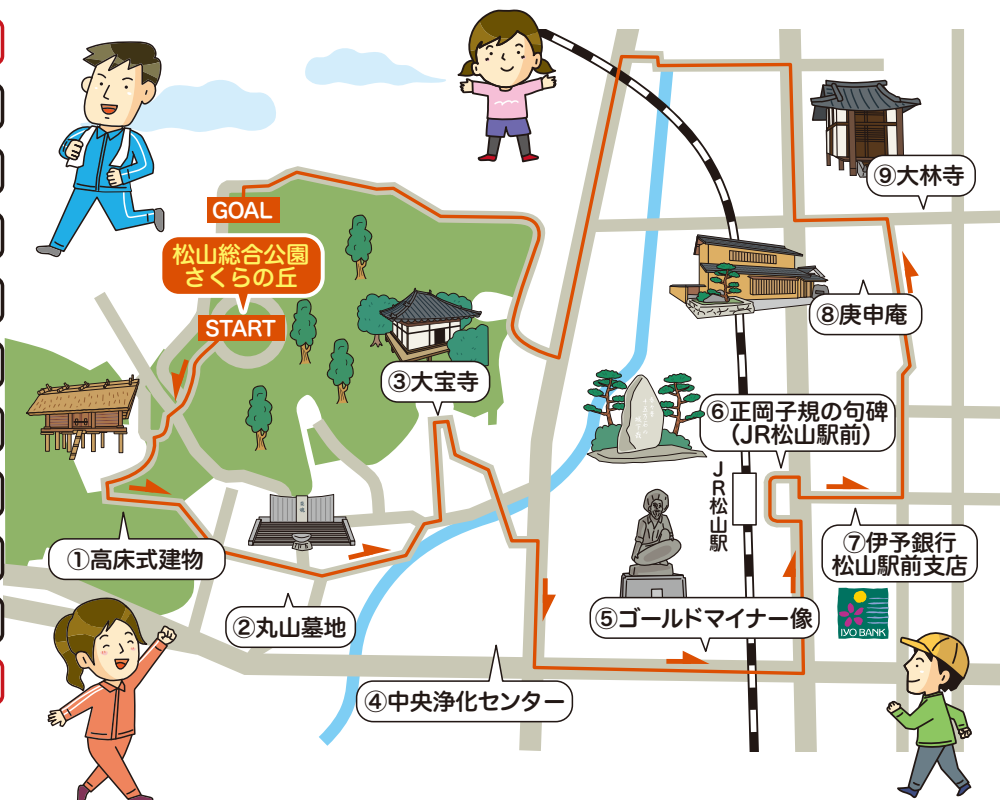 GOAL
松山総合公園
さくらの丘
START
①高床式建物
②丸山墓地
③大宝寺
④中央浄化センター
⑤ゴールドマイナー像
⑥正岡子規の句碑
（JR松山駅前）
JR松山駅
⑦伊予銀行
松山駅前支店
IYO BANK
⑧庚申庵
⑨大林寺